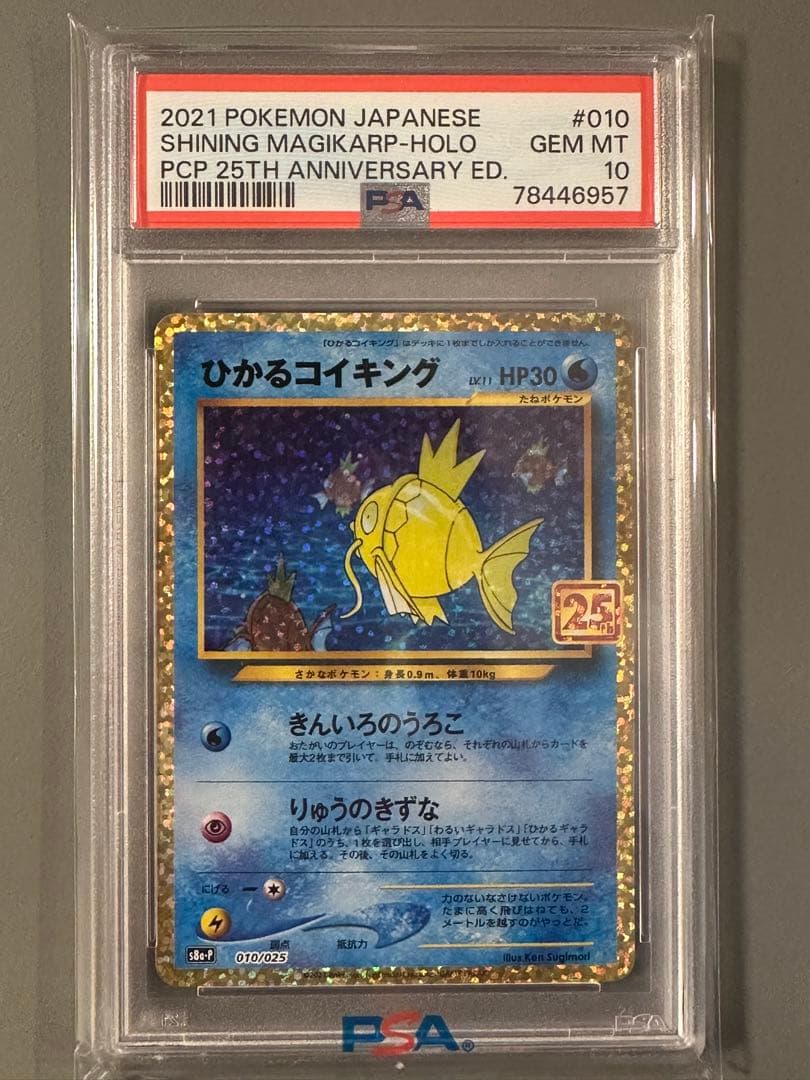 2021 POKEMON JAPANESE #010
SHINING MAGIKARP-HOLO GEM MT
PCP 25TH ANNIVERSARY ED. 10
PSA 78446957
「ひかるコイキング」はデッキに1枚までしか入れることができません。
ひかるコイキング LV.11 HP30
たねポケモン
25th
さかなポケモン:身長0.9m、体重10kg
きんいろのうろこ
おたがいのプレイヤーは、のぞむなら、それぞれの山札からカードを
最大2枚まで引いて、手札に加えてよい。
りゅうのきずな
自分の山札から「ギャラドス」「わるいギャラドス」「ひかるギャラ
ドス」のうち、1枚を選び出し、相手プレイヤーに見せてから、手札
に加える。その後、その山札をよく切る。
にげる
力のないなさけないポケモン。
たまに高く飛びはねても、2
メートルを越すのがやっとだ。
弱点 抵抗力
s8a-P 010/025 Illus.Ken Sugimori
PSA